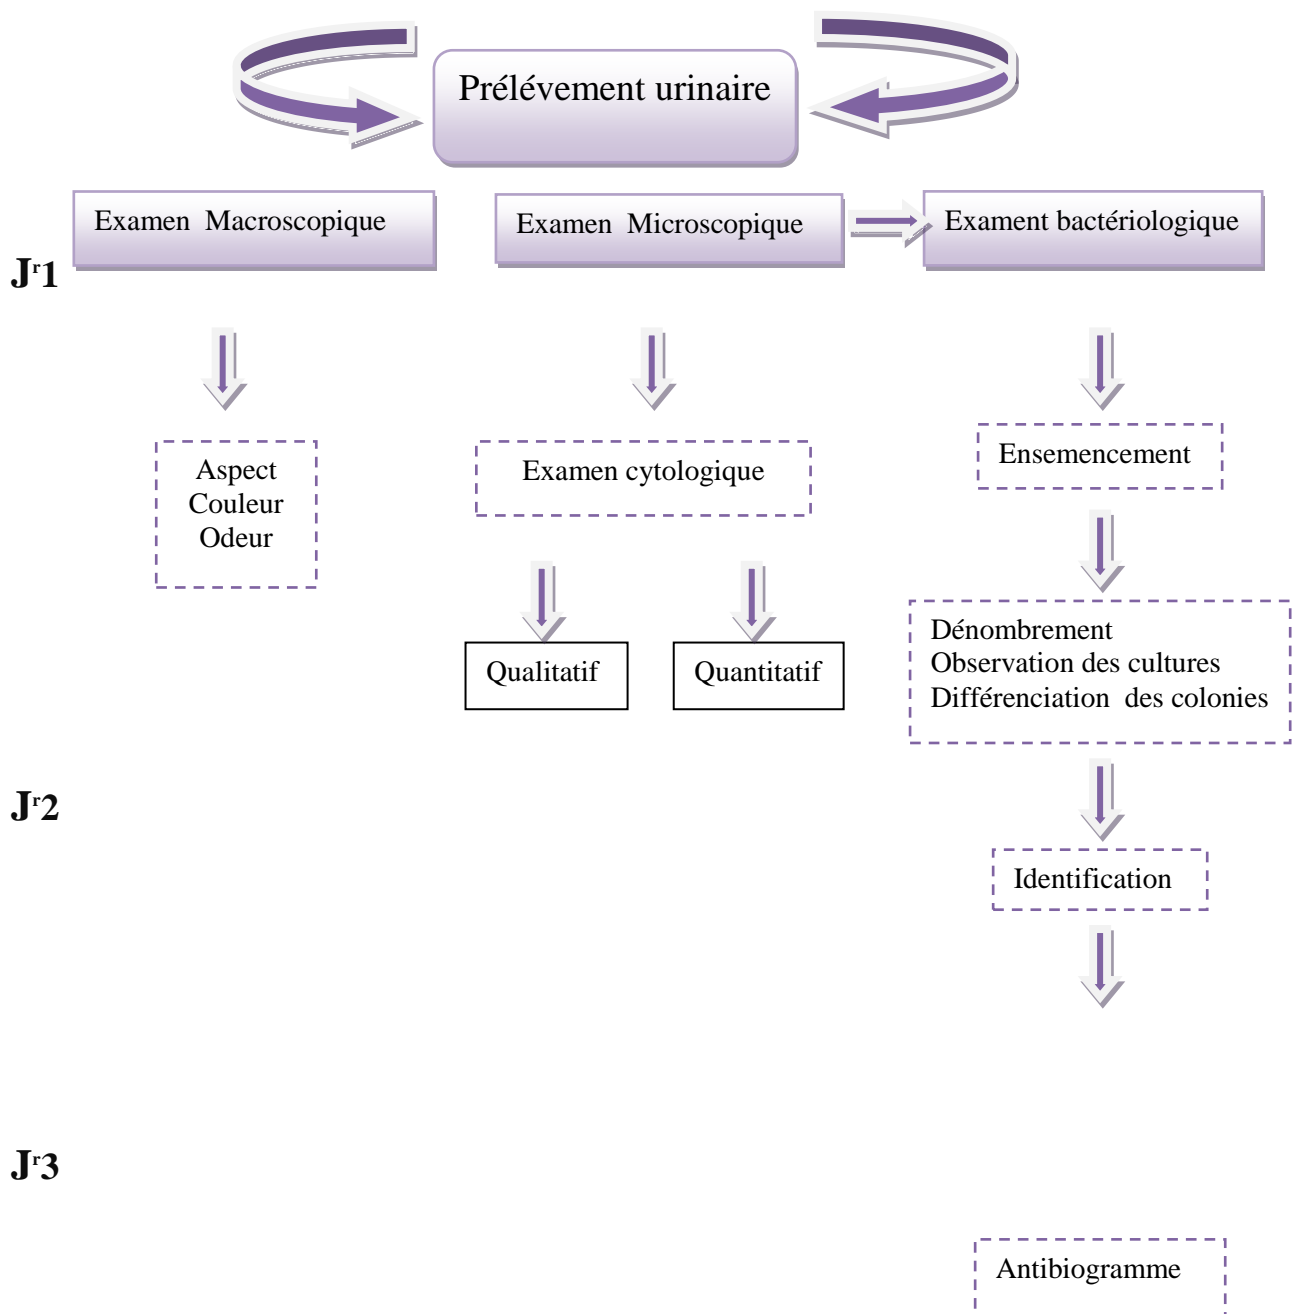 Prélévement urinaire
Examen  Macroscopique
Examen  Microscopique
Exament bactériologique
Jʳ1
Aspect
Couleur
Odeur
Examen cytologique
Ensemencement
Qualitatif
Quantitatif
Dénombrement
Observation des cultures
Différenciation  des colonies
Jʳ2
Identification
Jʳ3
Antibiogramme